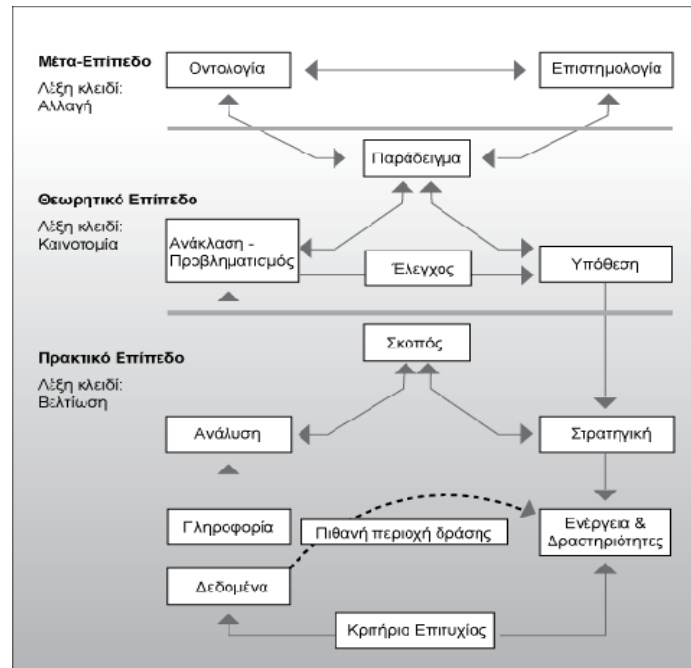 Μέτα-Επίπεδο
Λέξη κλειδί:
Αλλαγή
Οντολογία
Επιστημολογία
Παράδειγμα
Θεωρητικό Επίπεδο
Λέξη κλειδί:
Καινοτομία
Ανάκλαση -
Προβληματισμός
Έλεγχος
Υπόθεση
Σκοπός
Πρακτικό Επίπεδο
Λέξη κλειδί:
Βελτίωση
Ανάλυση
Στρατηγική
Γληροφορία
Πιθανή περιοχή δράσης
Ενέργεια &
Δραστηριότητες
Δεδομένα
Κριτήρια Επιτυχίος